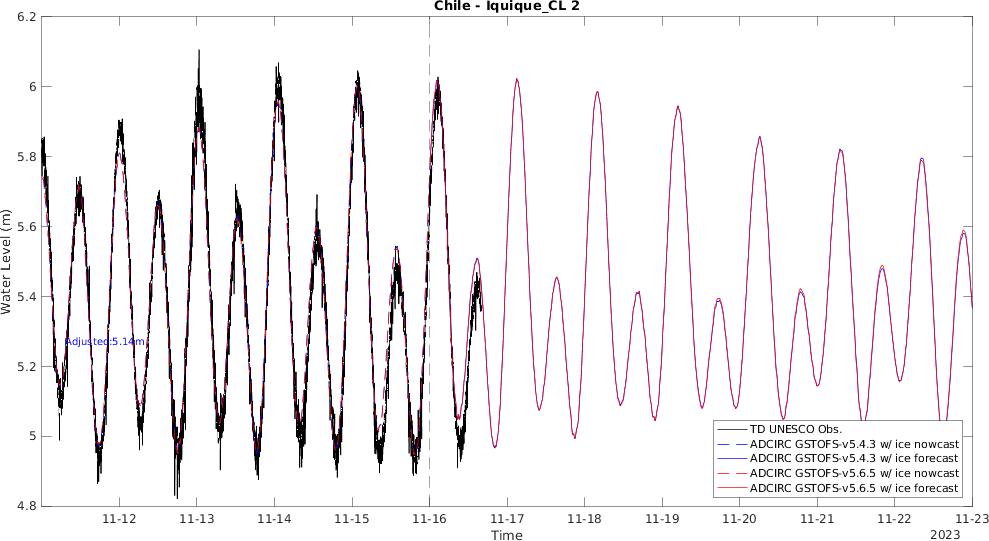 Chile - Iquique_CL 2
6.2
6
5.8
5.6
5.4
5.2
5
4.8
Water Level (m)
Adjusted:5.14m
TD UNESCO Obs.
ADCIRC GSTOFS-v5.4.3 w/ ice nowcast
ADCIRC GSTOFS-v5.4.3 w/ ice forecast
ADCIRC GSTOFS-v5.6.5 w/ ice nowcast
ADCIRC GSTOFS-v5.6.5 w/ ice forecast
11-12 11-13 11-14 11-15 11-16 11-17 11-18 11-19 11-20 11-21 11-22 11-23
Time
2023